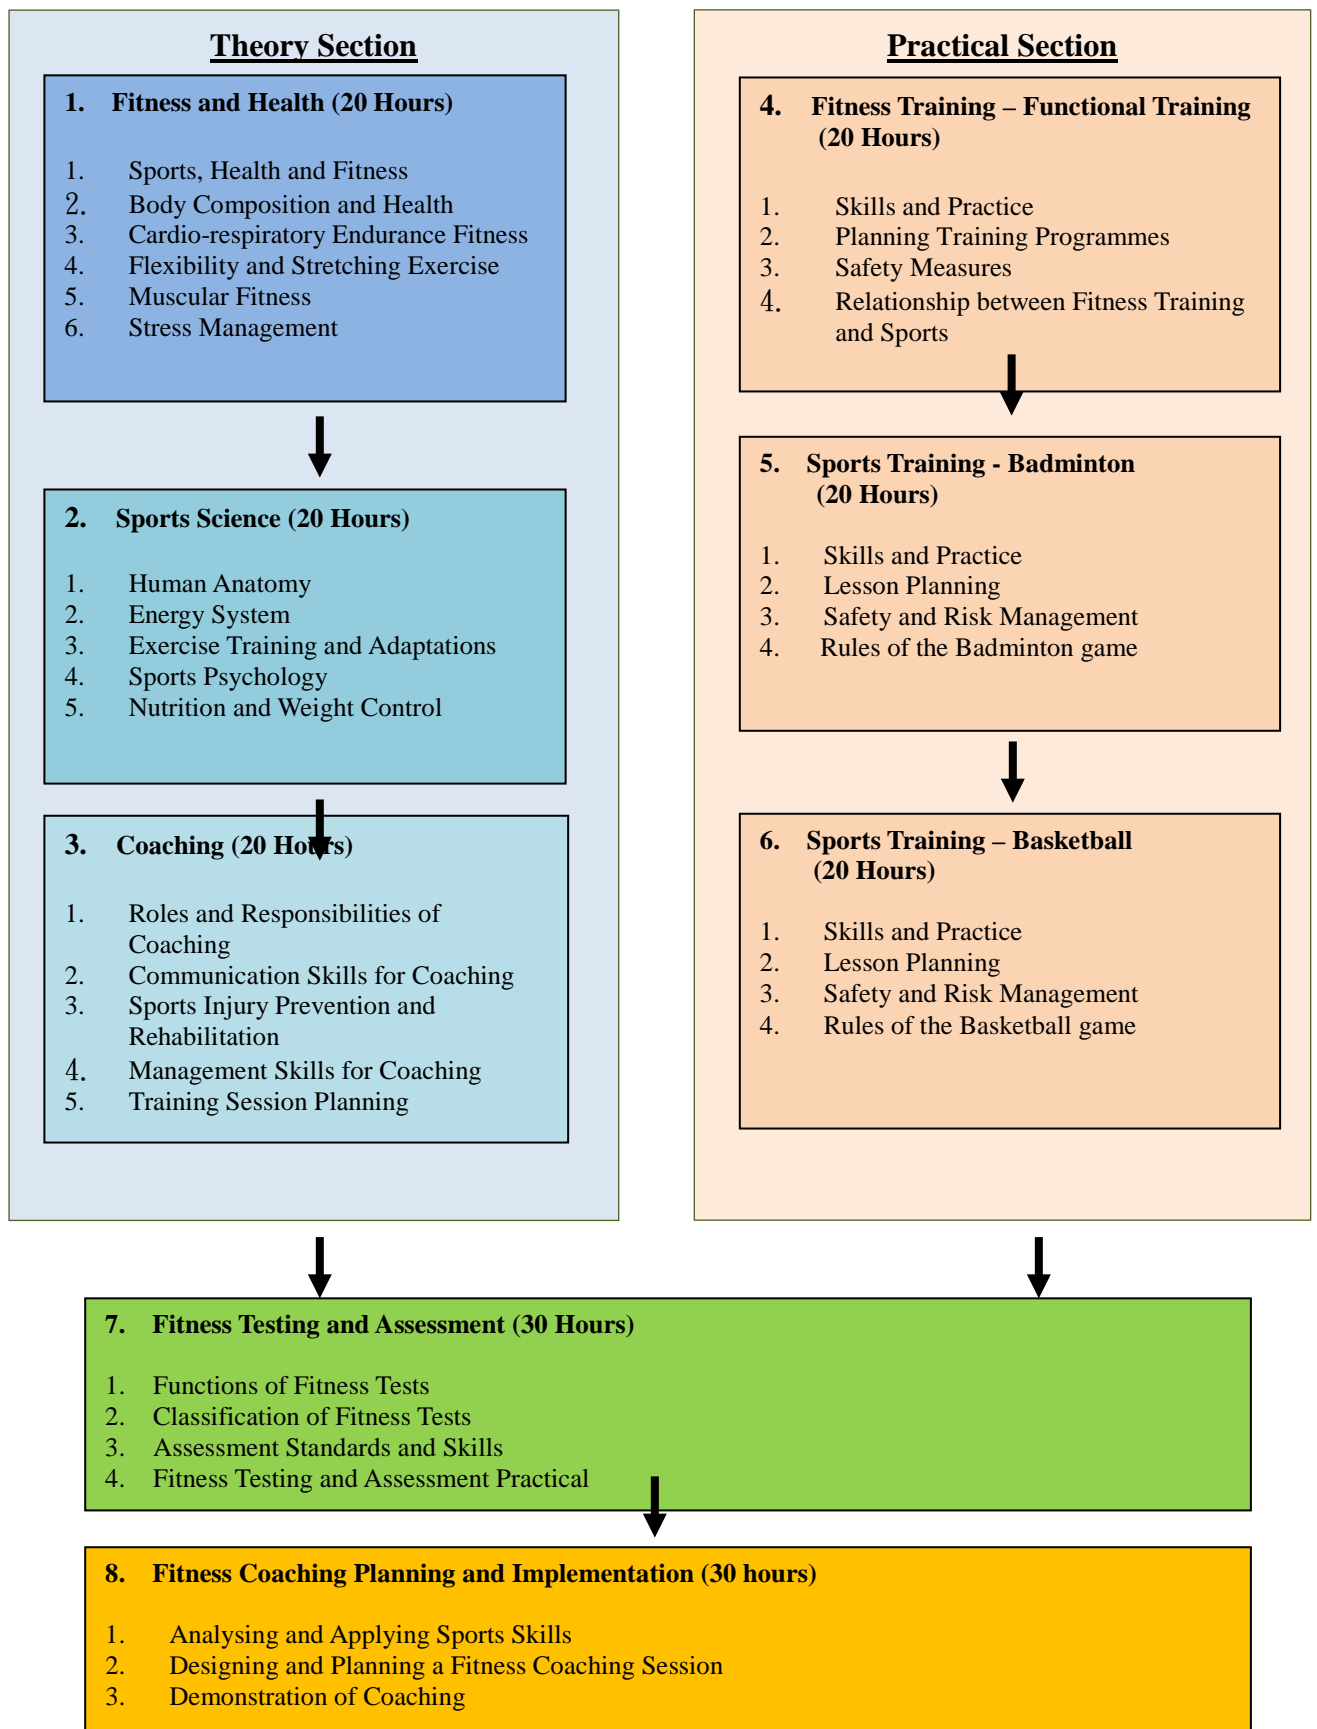 Theory Section
1. Fitness and Health (20 Hours)
1. Sports, Health and Fitness
2. Body Composition and Health
3. Cardio-respiratory Endurance Fitness
4. Flexibility and Stretching Exercise
5. Muscular Fitness
6. Stress Management
2. Sports Science (20 Hours)
1. Human Anatomy
2. Energy System
3. Exercise Training and Adaptations
4. Sports Psychology
5. Nutrition and Weight Control
3. Coaching (20 Hours)
1. Roles and Responsibilities of
Coaching
2. Communication Skills for Coaching
3. Sports Injury Prevention and
Rehabilitation
4. Management Skills for Coaching
5. Training Session Planning
Practical Section
4. Fitness Training – Functional Training
(20 Hours)
1. Skills and Practice
2. Planning Training Programmes
3. Safety Measures
4. Relationship between Fitness Training
and Sports
5. Sports Training - Badminton
(20 Hours)
1. Skills and Practice
2. Lesson Planning
3. Safety and Risk Management
4. Rules of the Badminton game
6. Sports Training – Basketball
(20 Hours)
1. Skills and Practice
2. Lesson Planning
3. Safety and Risk Management
4. Rules of the Basketball game
7. Fitness Testing and Assessment (30 Hours)
1. Functions of Fitness Tests
2. Classification of Fitness Tests
3. Assessment Standards and Skills
4. Fitness Testing and Assessment Practical
8. Fitness Coaching Planning and Implementation (30 hours)
1. Analysing and Applying Sports Skills
2. Designing and Planning a Fitness Coaching Session
3. Demonstration of Coaching